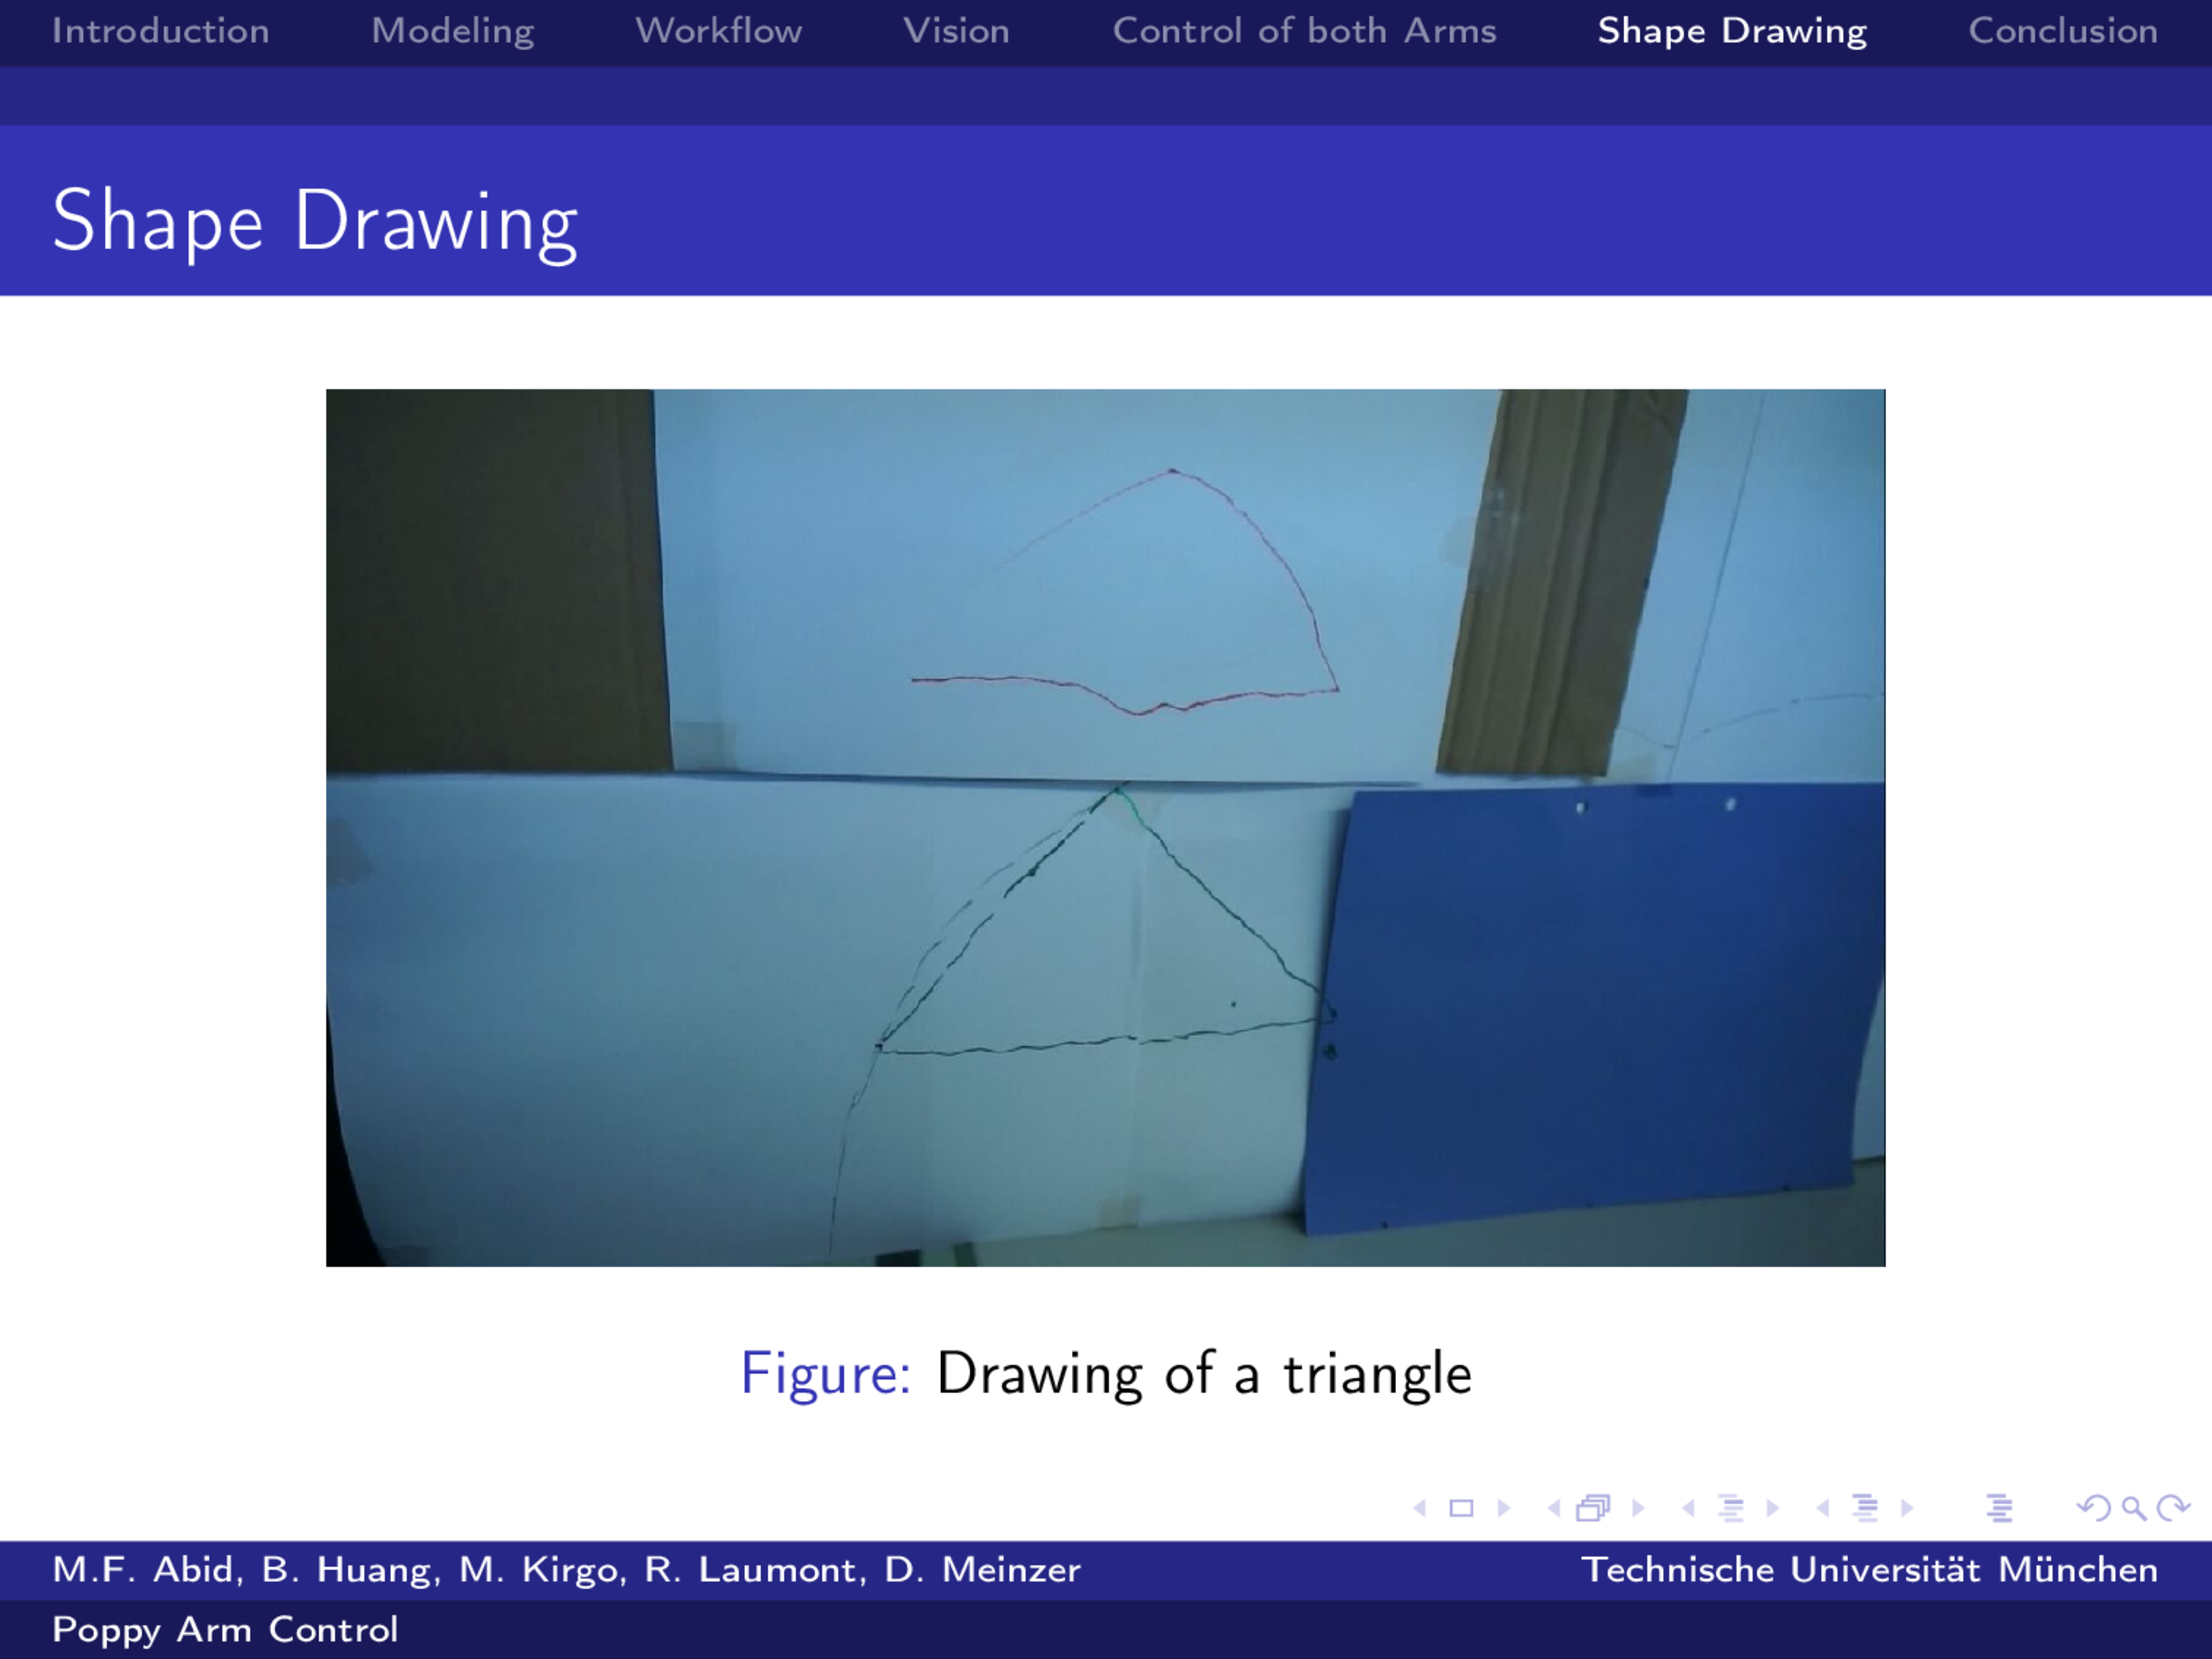 Introduction Modeling Workflow Vision Control of both Arms Shape Drawing Conclusion
Shape Drawing
Figure: Drawing of a triangle
M.F. Abid, B. Huang, M. Kirgo, R. Laumont, D. Meinzer Technische Universität München
Poppy Arm Control